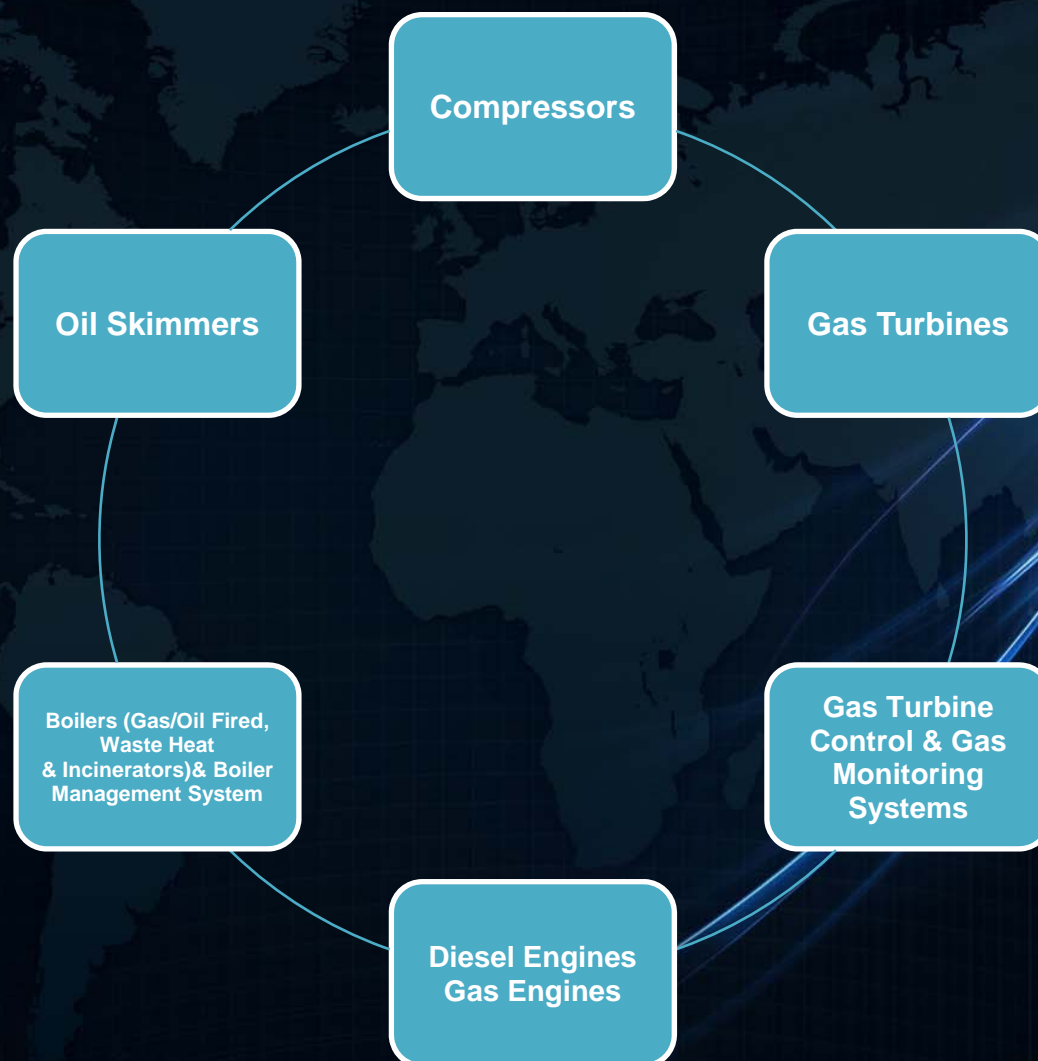 Compressors
Oil Skimmers
Gas Turbines
Boilers (Gas/Oil Fired,
Waste Heat
& Incinerators)& Boiler
Management System
Gas Turbine
Control & Gas
Monitoring
Systems
Diesel Engines
Gas Engines